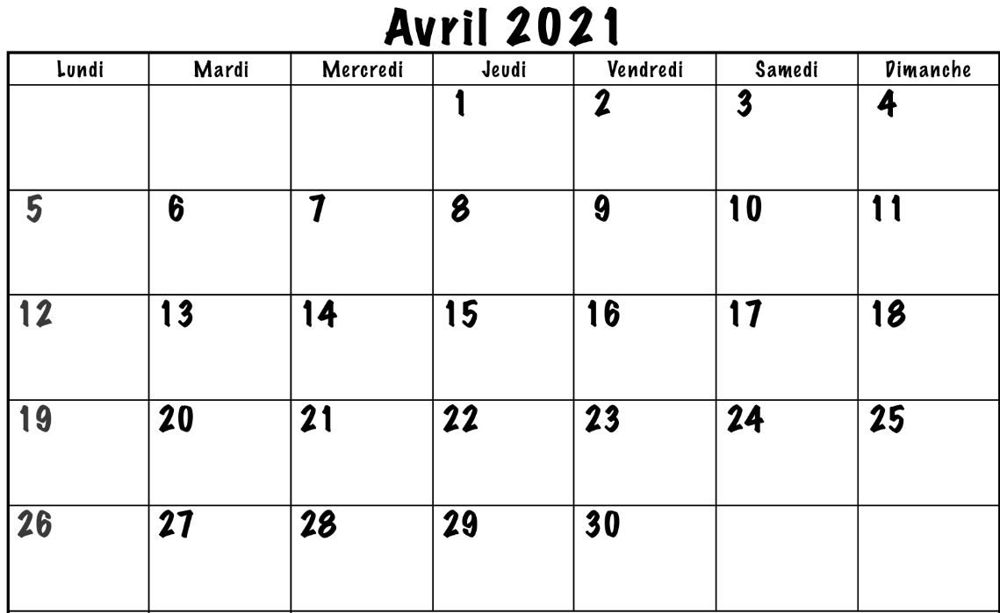 Avril 2021
Lundi Mardi Mercredi Jeudi Vendredi Samedi Dimanche
1 2 3 4
5 6 7 8 9 10 11
12 13 14 15 16 17 18
19 20 21 22 23 24 25
26 27 28 29 30